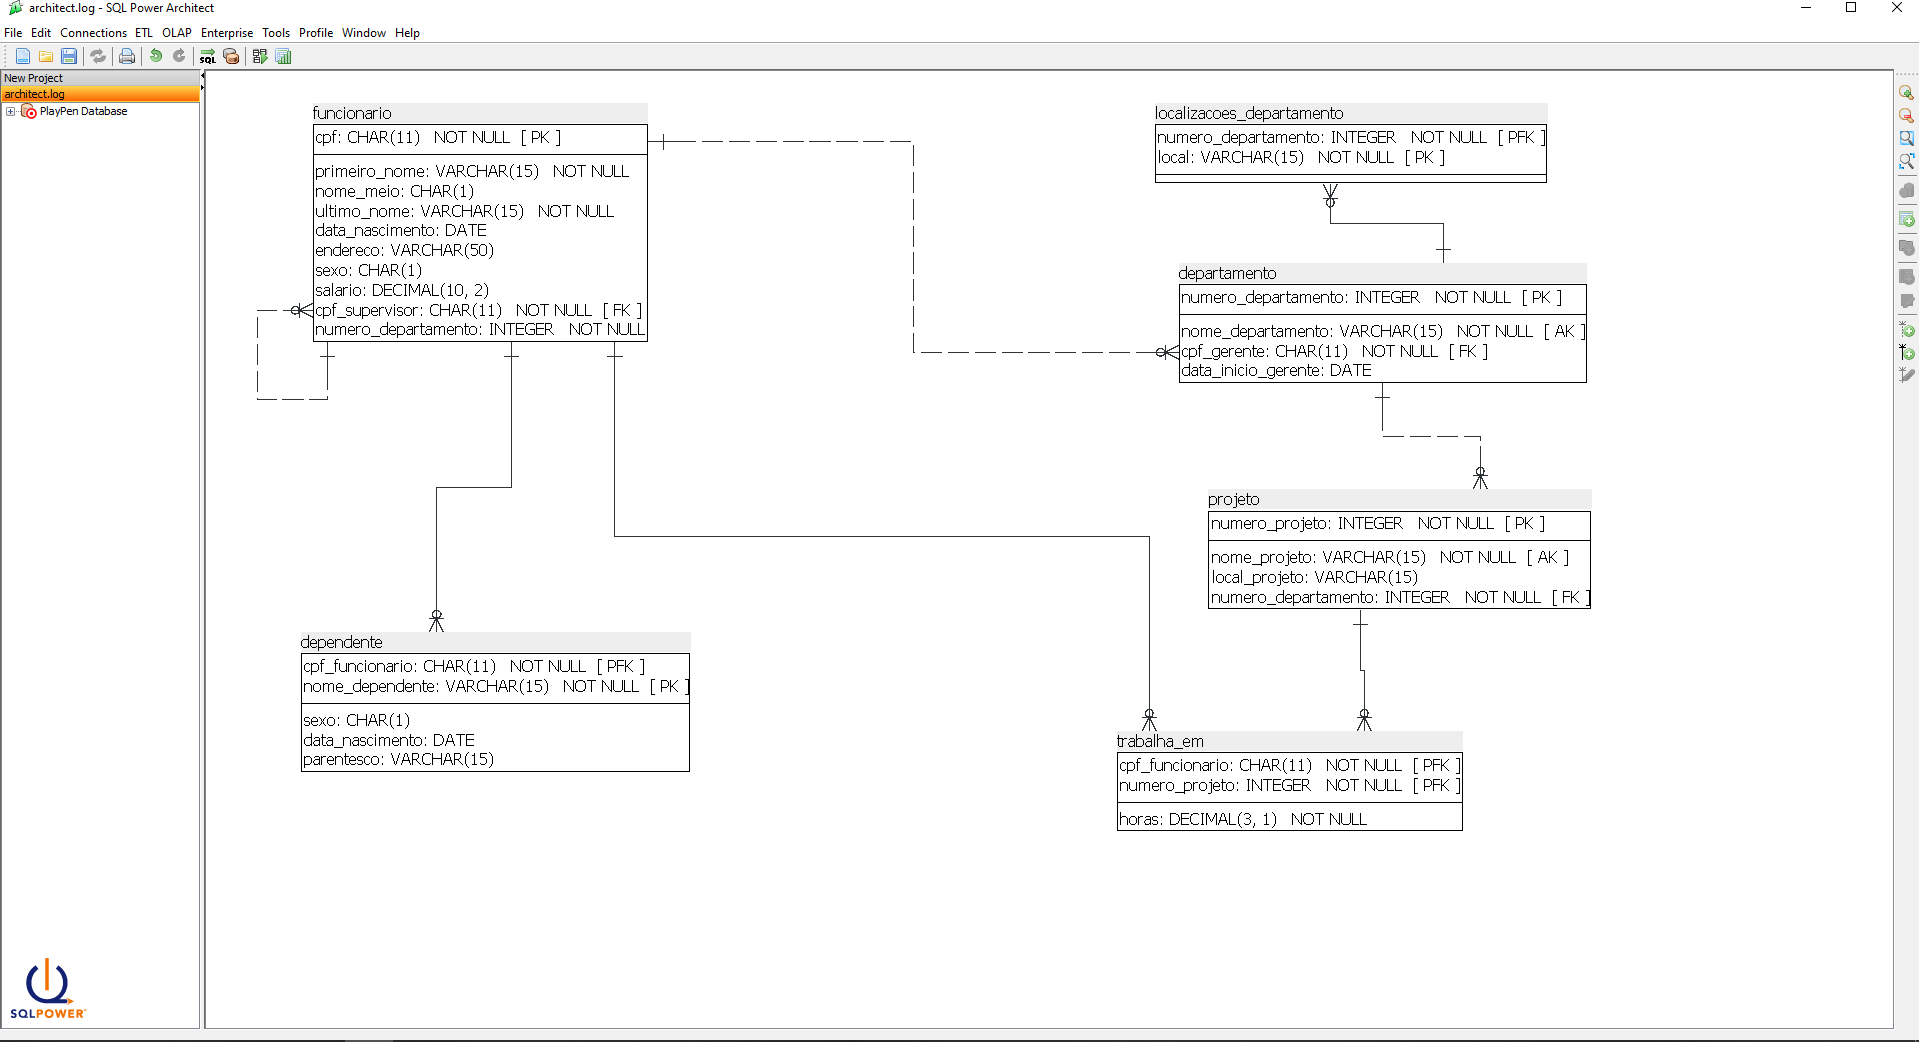 architect.log - SQL Power Architect
File Edit Connections ETL OLAP Enterprise Tools Profile Window Help
SQL
New Project
architect.log
PlayPen Database
funcionario
cpf: CHAR(11) NOT NULL [ PK ]
primeiro_nome: VARCHAR(15) NOT NULL
nome_meio: CHAR(1)
ultimo_nome: VARCHAR(15) NOT NULL
data_nascimento: DATE
endereco: VARCHAR(50)
sexo: CHAR(1)
salario: DECIMAL(10, 2)
cpf_supervisor: CHAR(11) NOT NULL [ FK ]
numero_departamento: INTEGER NOT NULL
localizacoes_departamento
numero_departamento: INTEGER NOT NULL [ PFK ]
local: VARCHAR(15) NOT NULL [ PK ]
departamento
numero_departamento: INTEGER NOT NULL [ PK ]
nome_departamento: VARCHAR(15) NOT NULL [ AK ]
cpf_gerente: CHAR(11) NOT NULL [ FK ]
data_inicio_gerente: DATE
projeto
numero_projeto: INTEGER NOT NULL [ PK ]
nome_projeto: VARCHAR(15) NOT NULL [ AK ]
local_projeto: VARCHAR(15)
numero_departamento: INTEGER NOT NULL [ FK ]
dependente
cpf_funcionario: CHAR(11) NOT NULL [ PFK ]
nome_dependente: VARCHAR(15) NOT NULL [ PK ]
sexo: CHAR(1)
data_nascimento: DATE
parentesco: VARCHAR(15)
trabalha_em
cpf_funcionario: CHAR(11) NOT NULL [ PFK ]
numero_projeto: INTEGER NOT NULL [ PFK ]
horas: DECIMAL(3, 1) NOT NULL
SQLPOWER